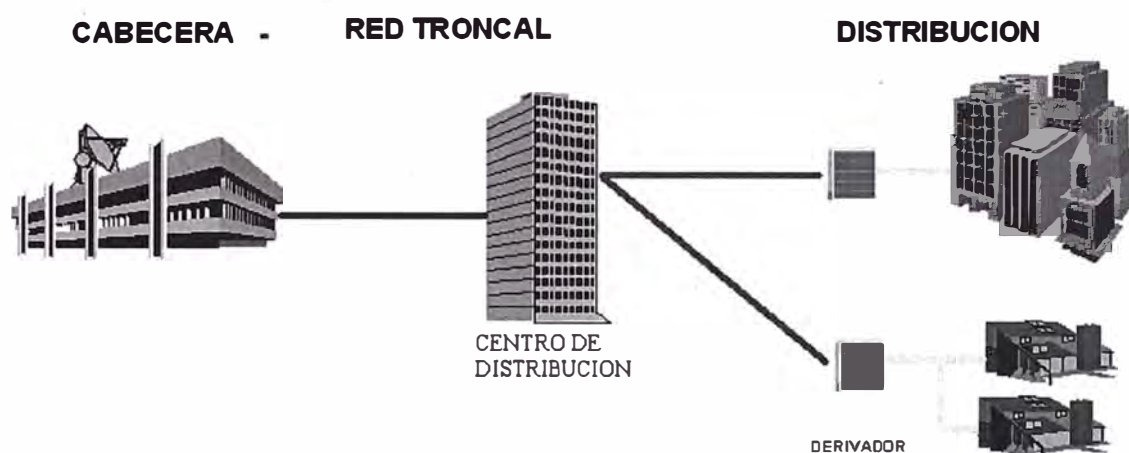 CABECERA - RED TRONCAL DISTRIBUCION
CENTRO DE
DISTRIBUCION
DERIVADOR